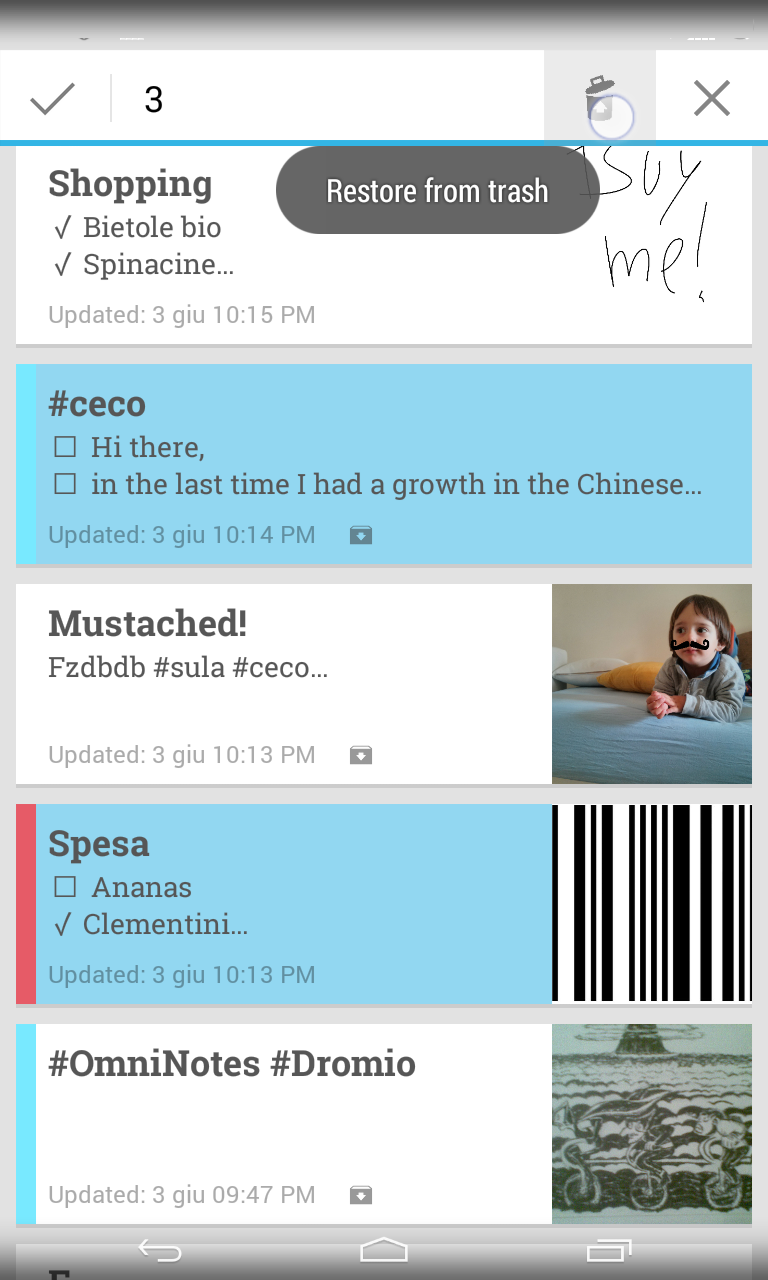 3
Restore from trash
Shopping
√ Bietole bio
√ Spinacine...
Buy
me!
Updated: 3 giu 10:15 PM
#ceco
☐ Hi there,
☐ in the last time I had a growth in the Chinese...
Updated: 3 giu 10:14 PM
Mustached!
Fzdbdb #sula #ceco...
Updated: 3 giu 10:13 PM
Spesa
☐ Ananas
√ Clementini...
Updated: 3 giu 10:13 PM
#OmniNotes #Dromio
Updated: 3 giu 09:47 PM